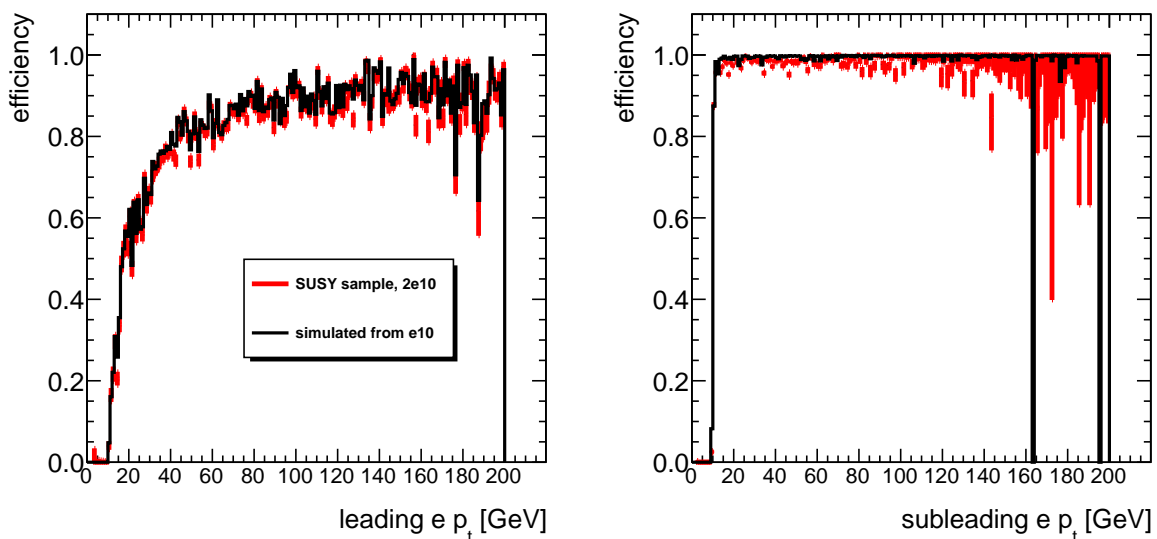 efficiency
1.0
0.8
0.6
0.4
0.2
0.0
0 20 40 60 80 100 120 140 160 180 200
leading e p_t [GeV]
SUSY sample, 2e10
simulated from e10
efficiency
1.0
0.8
0.6
0.4
0.2
0.0
0 20 40 60 80 100 120 140 160 180 200
subleading e p_t [GeV]